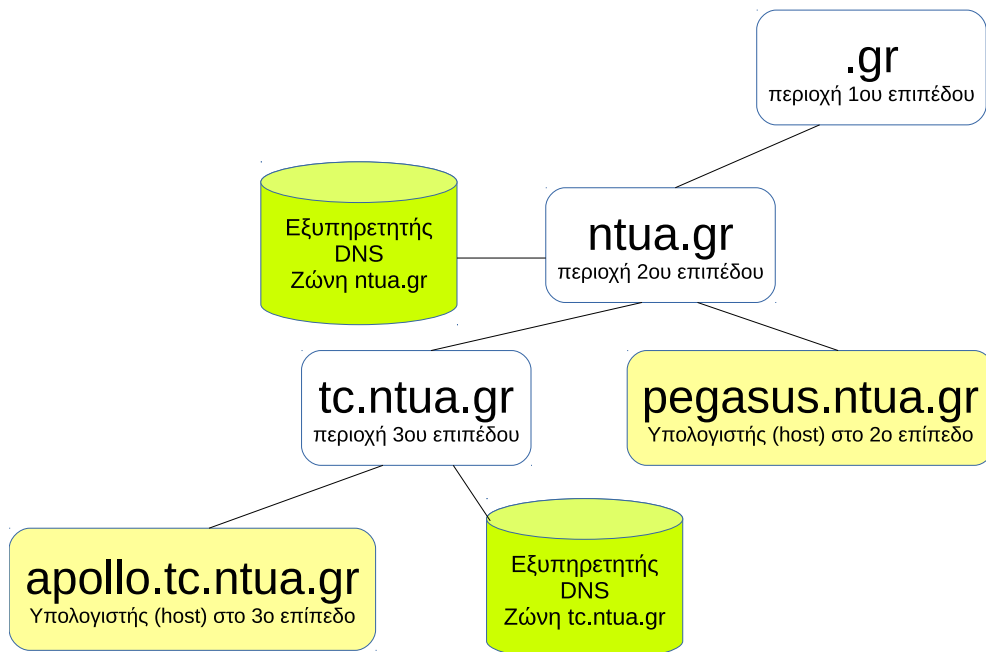 .gr
περιοχή 1ου επιπέδου
Εξυπηρετητής
DNS
Ζώνη ntua.gr
ntua.gr
περιοχή 2ου επιπέδου
tc.ntua.gr
περιοχή 3ου επιπέδου
pegasus.ntua.gr
Υπολογιστής (host) στο 2ο επίπεδο
apollo.tc.ntua.gr
Υπολογιστής (host) στο 3ο επίπεδο
Εξυπηρετητής
DNS
Ζώνη tc.ntua.gr